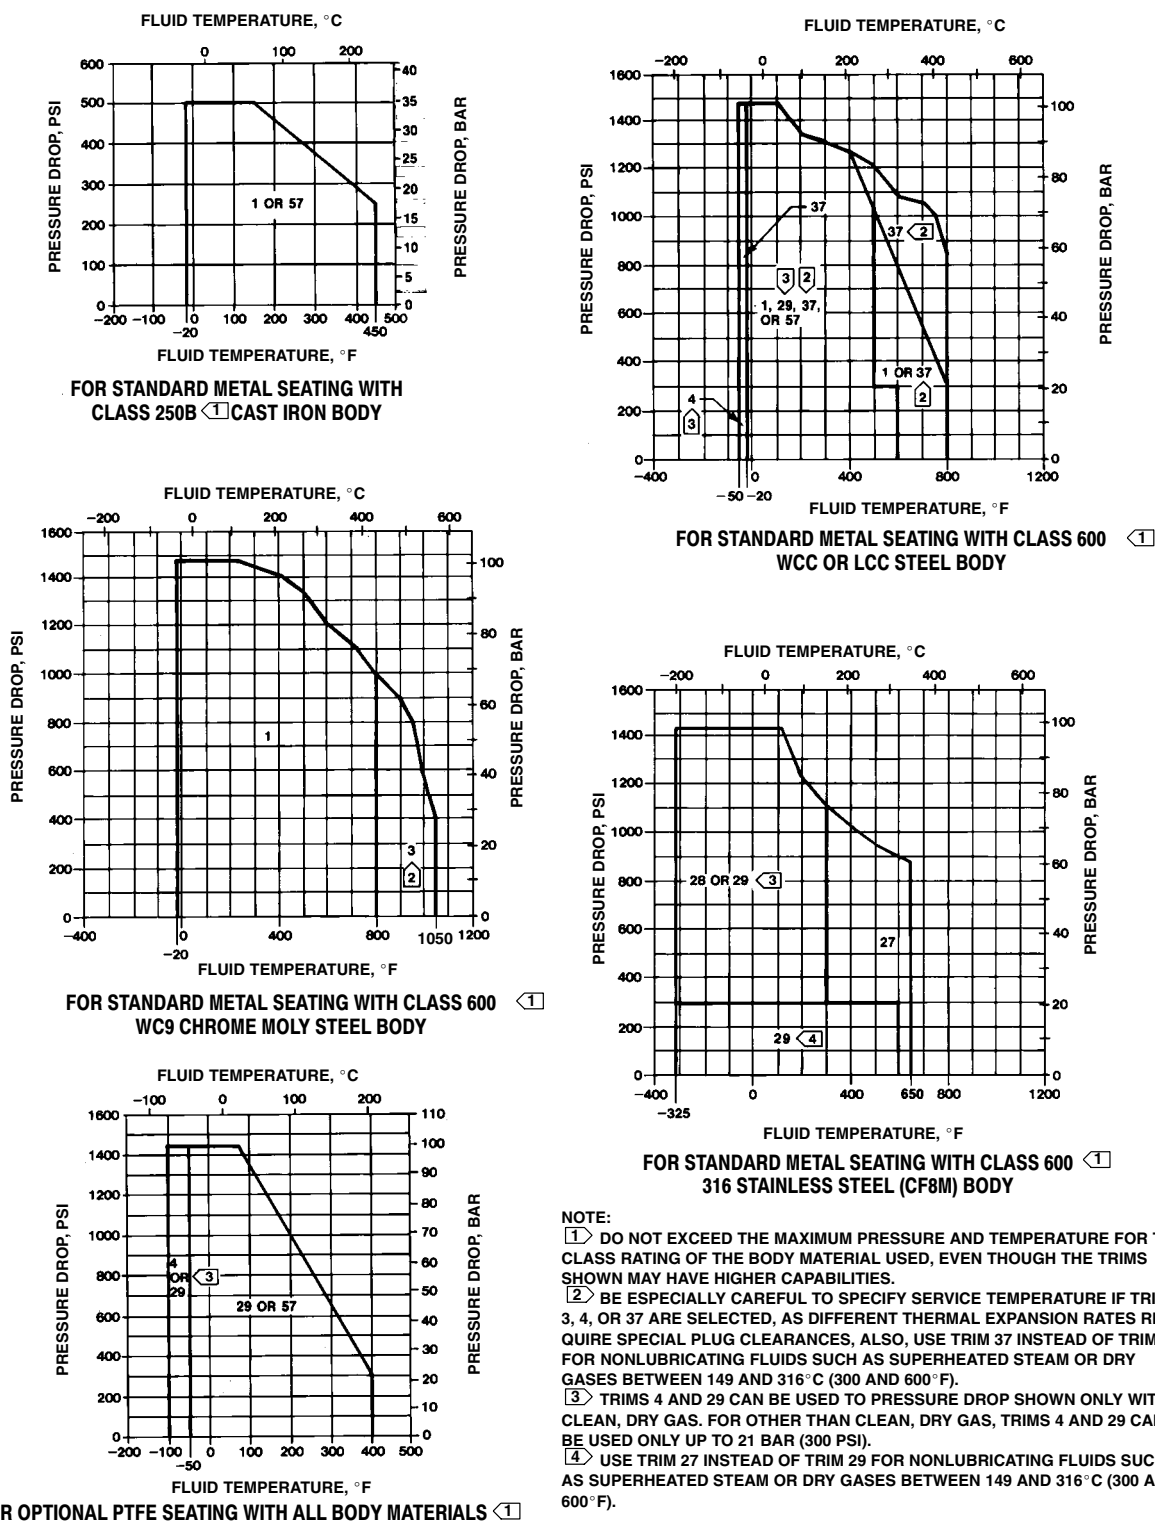 FLUID TEMPERATURE, °C
0 100 200
600
500
400
300
200
100
0
PRESSURE DROP, PSI
40
35
30
25
20
15
10
5
0
PRESSURE DROP, BAR
1 OR 57
−200 −100 0 100 200 300 400 500
−20 450
FLUID TEMPERATURE, °F
FOR STANDARD METAL SEATING WITH
CLASS 250B 1 CAST IRON BODY
FLUID TEMPERATURE, °C
−200 0 200 400 600
1600
1400
1200
1000
800
600
400
200
0
PRESSURE DROP, PSI
100
80
60
40
20
0
PRESSURE DROP, BAR
37
37 2
3 2
1, 29, 37,
OR 57
1 OR 37
2
4
3
−400 0 400 800 1200
−50 −20
FLUID TEMPERATURE, °F
FOR STANDARD METAL SEATING WITH CLASS 600 1
WCC OR LCC STEEL BODY
FLUID TEMPERATURE, °C
−200 0 200 400 600
1600
1400
1200
1000
800
600
400
200
0
PRESSURE DROP, PSI
100
80
60
40
20
0
PRESSURE DROP, BAR
1
3
2
−400 0 400 800 1050 1200
−20
FLUID TEMPERATURE, °F
FOR STANDARD METAL SEATING WITH CLASS 600 1
WC9 CHROME MOLY STEEL BODY
FLUID TEMPERATURE, °C
−200 0 200 400 600
1600
1400
1200
1000
800
600
400
200
0
PRESSURE DROP, PSI
100
80
60
40
20
0
PRESSURE DROP, BAR
28 OR 29 3
27
29 4
−400 0 400 650 800 1200
−325
FLUID TEMPERATURE, °F
FOR STANDARD METAL SEATING WITH CLASS 600 1
316 STAINLESS STEEL (CF8M) BODY
FLUID TEMPERATURE, °C
−100 0 100 200
1600
1400
1200
1000
800
600
400
200
0
PRESSURE DROP, PSI
110
100
90
80
70
60
50
40
30
20
10
0
PRESSURE DROP, BAR
4
OR 3
29
29 OR 57
−200 −100 0 100 200 300 400 500
−50
FLUID TEMPERATURE, °F
R OPTIONAL PTFE SEATING WITH ALL BODY MATERIALS 1
NOTE:
1 DO NOT EXCEED THE MAXIMUM PRESSURE AND TEMPERATURE FOR T
CLASS RATING OF THE BODY MATERIAL USED, EVEN THOUGH THE TRIMS
SHOWN MAY HAVE HIGHER CAPABILITIES.
2 BE ESPECIALLY CAREFUL TO SPECIFY SERVICE TEMPERATURE IF TRI
3, 4, OR 37 ARE SELECTED, AS DIFFERENT THERMAL EXPANSION RATES R
QUIRE SPECIAL PLUG CLEARANCES, ALSO, USE TRIM 37 INSTEAD OF TRIM
FOR NONLUBRICATING FLUIDS SUCH AS SUPERHEATED STEAM OR DRY
GASES BETWEEN 149 AND 316°C (300 AND 600°F).
3 TRIMS 4 AND 29 CAN BE USED TO PRESSURE DROP SHOWN ONLY WIT
CLEAN, DRY GAS. FOR OTHER THAN CLEAN, DRY GAS, TRIMS 4 AND 29 CA
BE USED ONLY UP TO 21 BAR (300 PSI).
4 USE TRIM 27 INSTEAD OF TRIM 29 FOR NONLUBRICATING FLUIDS SUC
AS SUPERHEATED STEAM OR DRY GASES BETWEEN 149 AND 316°C (300 A
600°F).